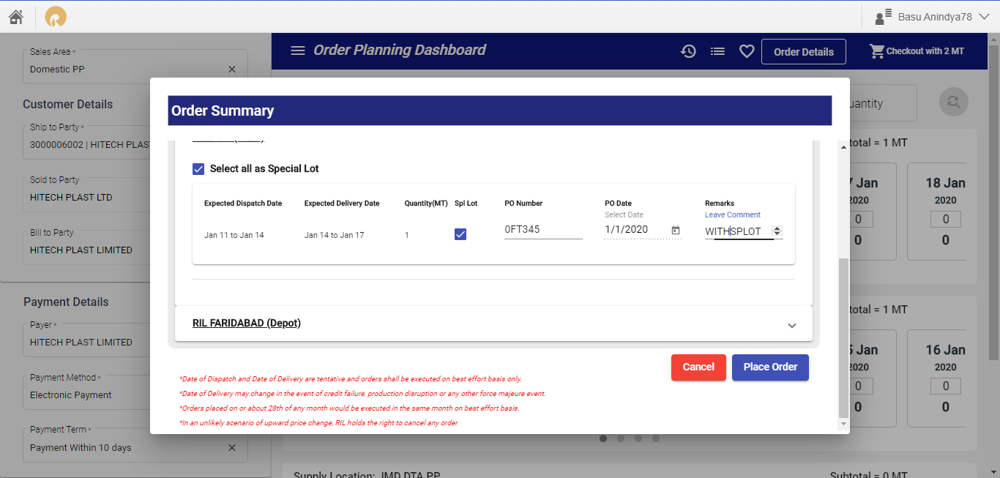 Basu Anindya78
Sales Area *
Domestic PP
Customer Details
Ship to Party *
3000006002 | HITECH PLAS
Sold to Party
HITECH PLAST LTD
Bill to Party
HITECH PLAST LIMITED
Payment Details
Payer *
HITECH PLAST LIMITED
Payment Method *
Electronic Payment
Payment Term *
Payment Within 10 days
Order Planning Dashboard
Order Details
Checkout with 2 MT
Order Summary
Select all as Special Lot
Expected Dispatch Date Expected Delivery Date Quantity(MT) Spl Lot PO Number PO Date Remarks
Select Date Leave Comment
Jan 11 to Jan 14 Jan 14 to Jan 17 1 0FT345 1/1/2020 WITHSPLOT
RIL FARIDABAD (Depot)
Cancel Place Order
*Date of Dispatch and Date of Delivery are tentative and orders shall be executed on best effort basis only.
*Date of Delivery may change in the event of credit failure, production disruption or any other force majeure event.
*Orders placed on or about 28th of any month would be executed in the same month on best effort basis.
*In an unlikely scenario of upward price change, RIL holds the right to cancel any order
uantity
total = 1 MT
7 Jan 18 Jan
2020 2020
0 0
0 0
total = 1 MT
5 Jan 16 Jan
2020 2020
0 0
0 0
Supply Location: JMD DTA PP Subtotal = 0 MT